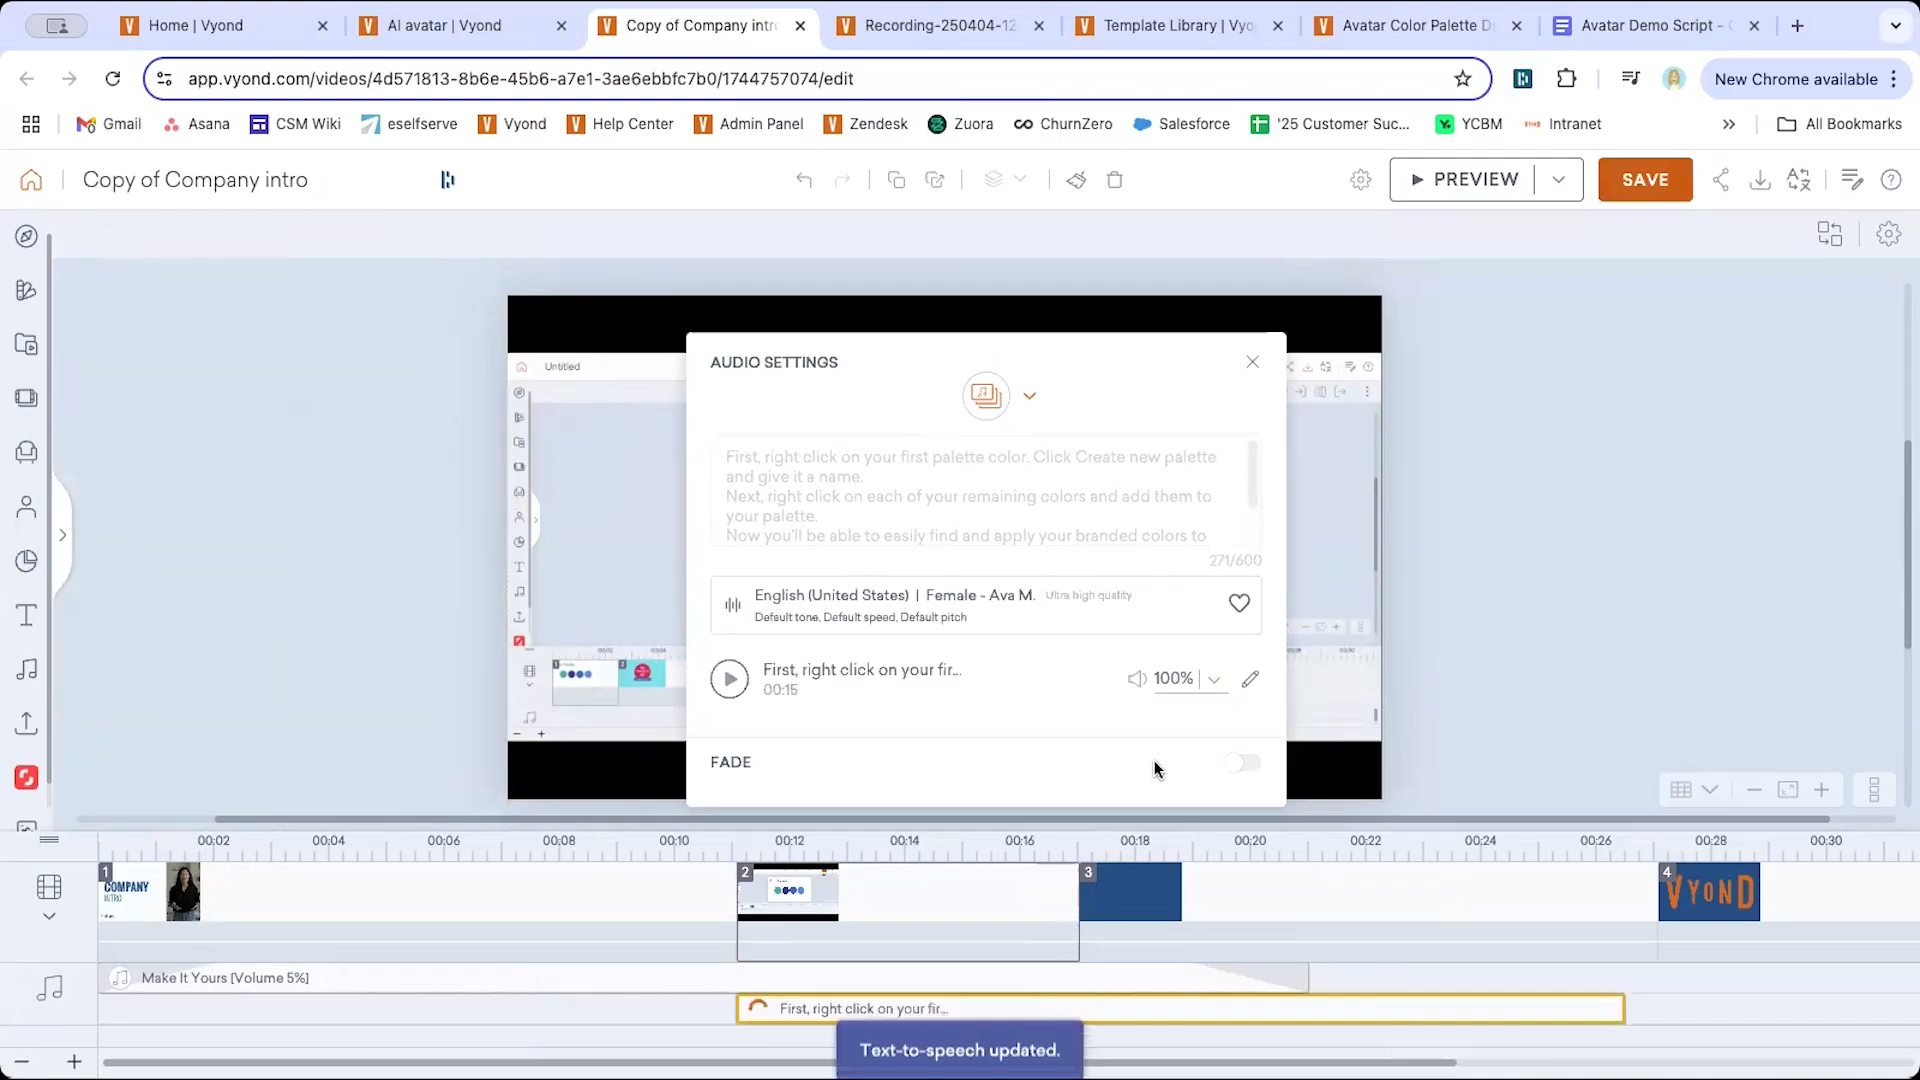 Home | Vyond
AI avatar | Vyond
Copy of Company intr
Recording-250404-12
Template Library | Vyo
Avatar Color Palette D
Avatar Demo Script -
app.vyond.com/videos/4d571813-8b6e-45b6-a7e1-3ae6ebbfc7b0/1744757074/edit
New Chrome available
Gmail
Asana
CSM Wiki
eselfserve
Vyond
Help Center
Admin Panel
Zendesk
Zuora
ChurnZero
Salesforce
'25 Customer Suc...
YCBM
Intranet
All Bookmarks
Copy of Company intro
PREVIEW
SAVE
Untitled
AUDIO SETTINGS
First, right click on your first palette color. Click Create new palette
and give it a name.
Next, right click on each of your remaining colors and add them to
your palette.
Now you'll be able to easily find and apply your branded colors to
271/600
English (United States) | Female - Ava M. Ultra high quality
Default tone, Default speed, Default pitch
First, right click on your fir...
00:15
100%
FADE
00:02
00:04
00:06
00:08
00:10
00:12
00:14
00:16
00:18
00:20
00:22
00:24
00:26
00:28
00:30
1
COMPANY
INTRO
2
3
4
VYOND
Make It Yours [Volume 5%]
First, right click on your fir...
Text-to-speech updated.